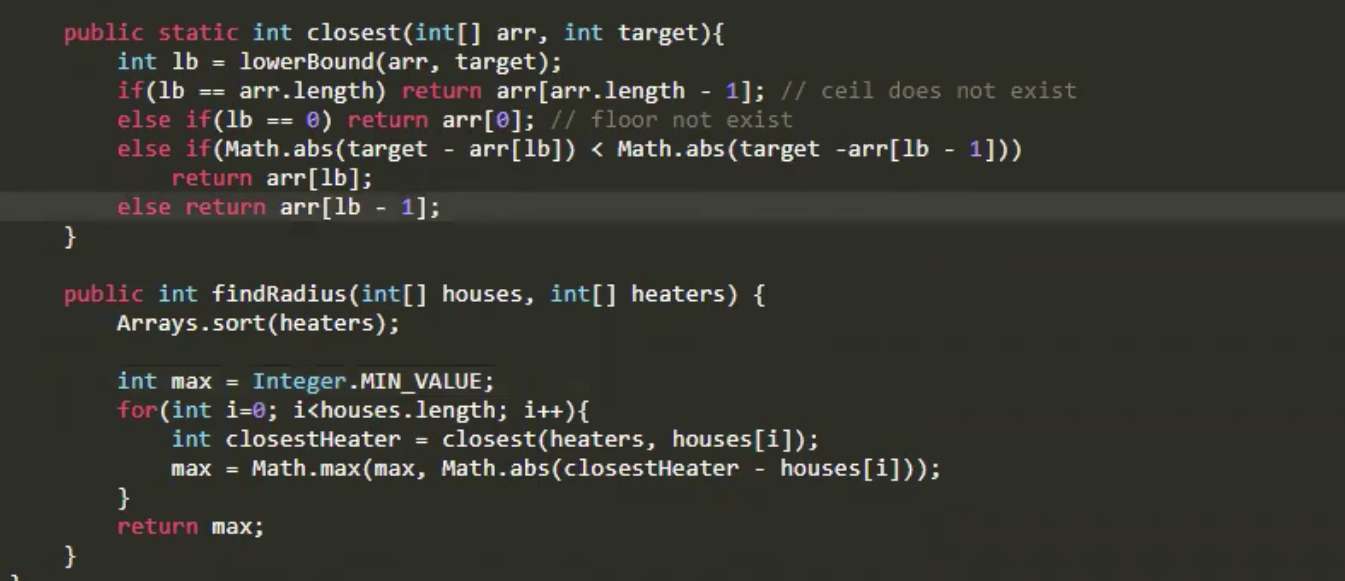 public static int closest(int[] arr, int target){
int lb = lowerBound(arr, target);
if(lb == arr.length) return arr[arr.length - 1]; // ceil does not exist
else if(lb == 0) return arr[0]; // floor not exist
else if(Math.abs(target - arr[lb]) < Math.abs(target -arr[lb - 1]))
return arr[lb];
else return arr[lb - 1];
}
public int findRadius(int[] houses, int[] heaters) {
Arrays.sort(heaters);
int max = Integer.MIN_VALUE;
for(int i=0; i<houses.length; i++){
int closestHeater = closest(heaters, houses[i]);
max = Math.max(max, Math.abs(closestHeater - houses[i]));
}
return max;
}
}